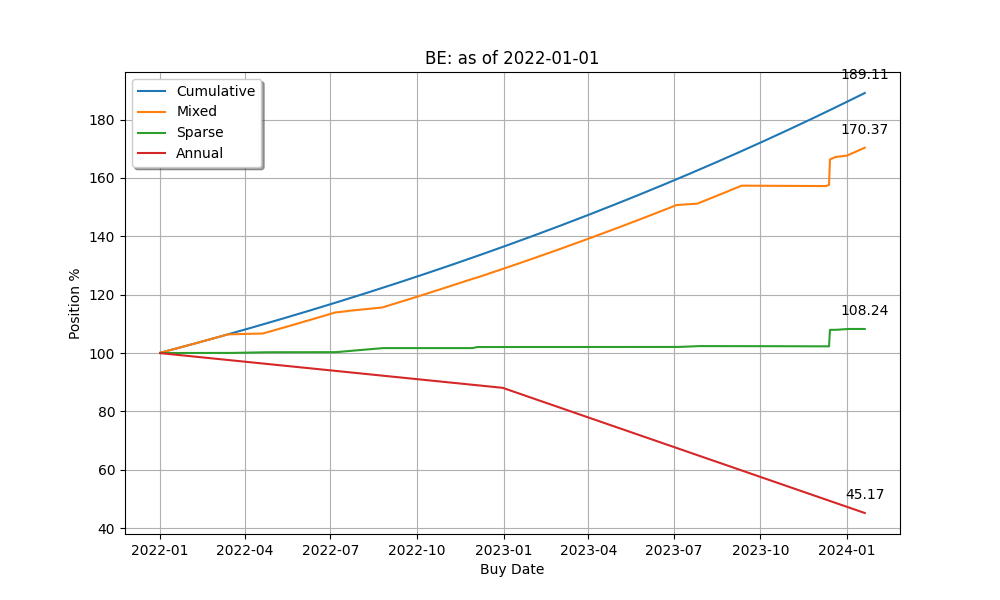 BE: as of 2022-01-01
Cumulative
Mixed
Sparse
Annual
189.11
170.37
108.24
45.17
Position %
180
160
140
120
100
80
60
40
2022-01 2022-04 2022-07 2022-10 2023-01 2023-04 2023-07 2023-10 2024-01
Buy Date